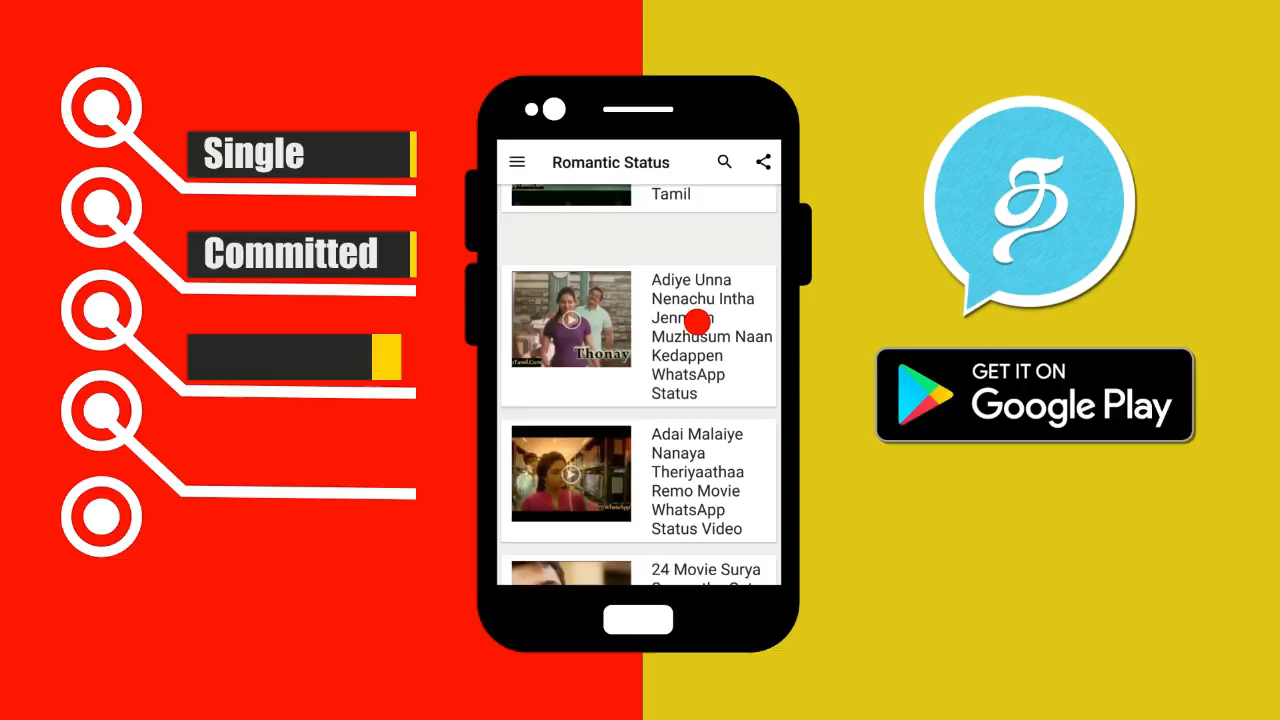 Single
Committed
Romantic Status
Tamil
Adiye Unna
Nenachu Intha
Muzhusum Naan
Kedappen
WhatsApp
Status
Thonay
Adai Malaiye
Nanaya
Theriyaathaa
Remo Movie
WhatsApp
Status Video
WhatsApp
24 Movie Surya
த
GET IT ON
Google Play